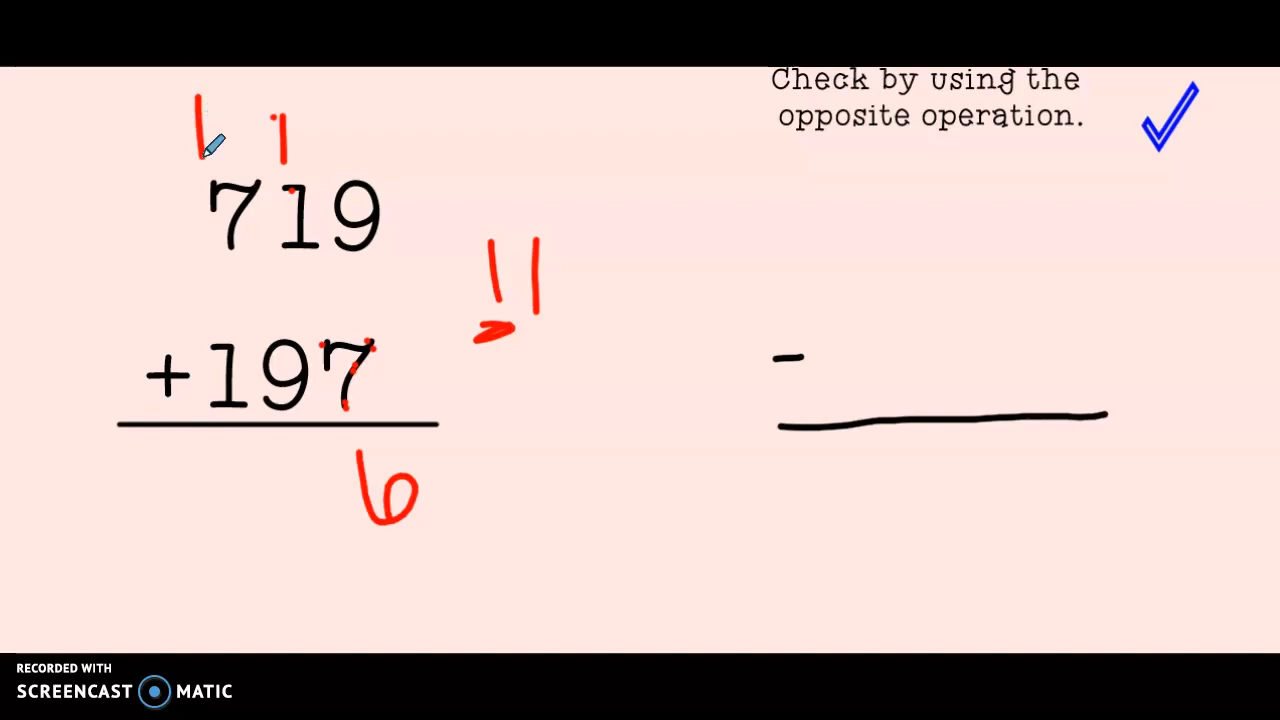 Check by using the
opposite operation.
1 1
719
11
+197
-
6
RECORDED WITH
SCREENCAST MATIC